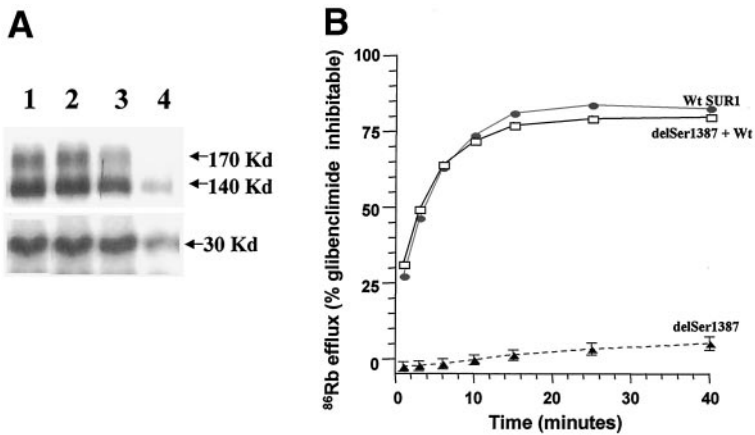 A
1 2 3 4
170 Kd
140 Kd
30 Kd
B
86Rb efflux (% glibenclimide inhibitable)
100
75
50
25
0
Wt SUR1
delSer1387 + Wt
delSer1387
0 10 20 30 40
Time (minutes)